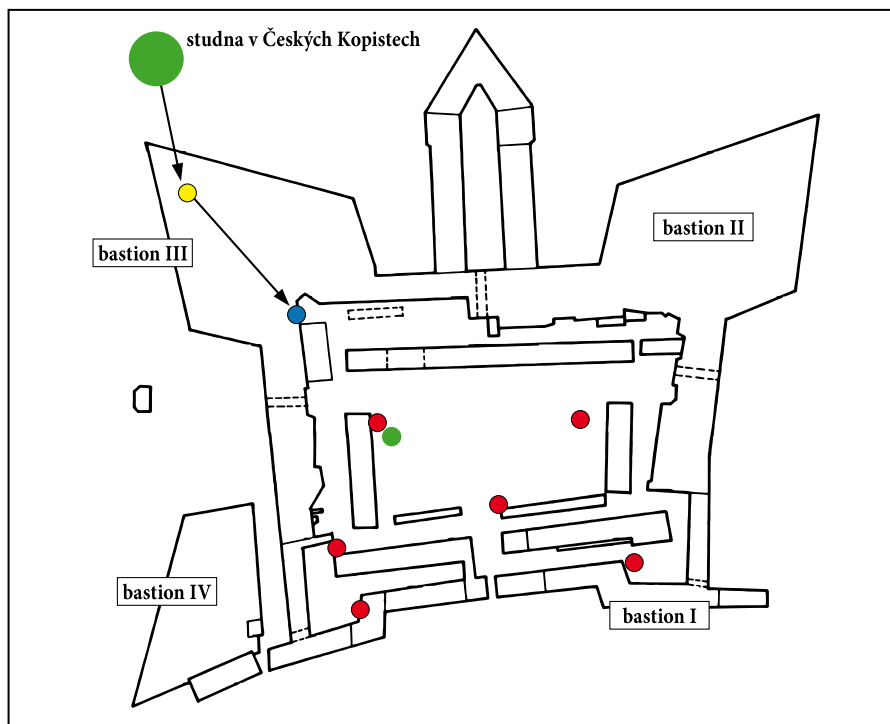 studna v Českých Kopistech
bastion II
bastion III
bastion IV
bastion I